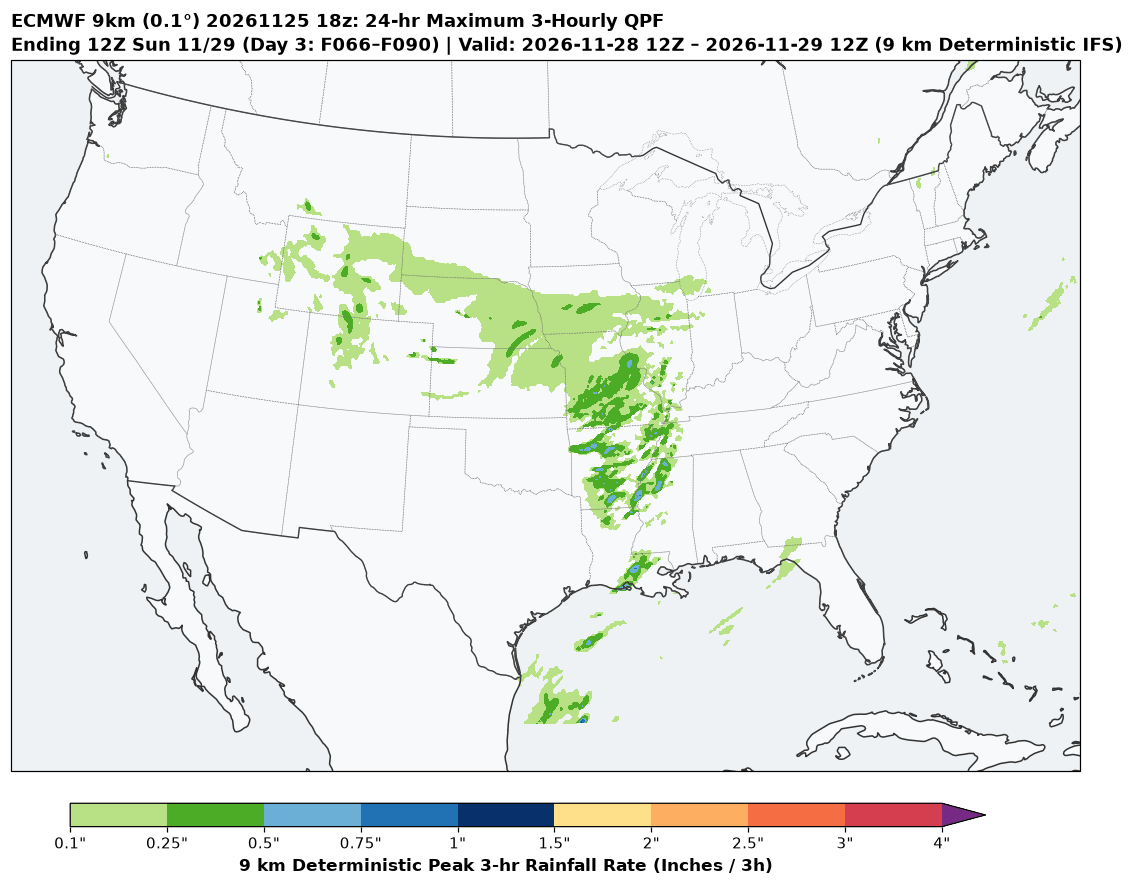 ECMWF 9km (0.1°) 20261125 18z: 24-hr Maximum 3-Hourly QPF
Ending 12Z Sun 11/29 (Day 3: F066–F090) | Valid: 2026-11-28 12Z – 2026-11-29 12Z (9 km Deterministic IFS)
0.1" 0.25" 0.5" 0.75" 1" 1.5" 2" 2.5" 3" 4"
9 km Deterministic Peak 3-hr Rainfall Rate (Inches / 3h)